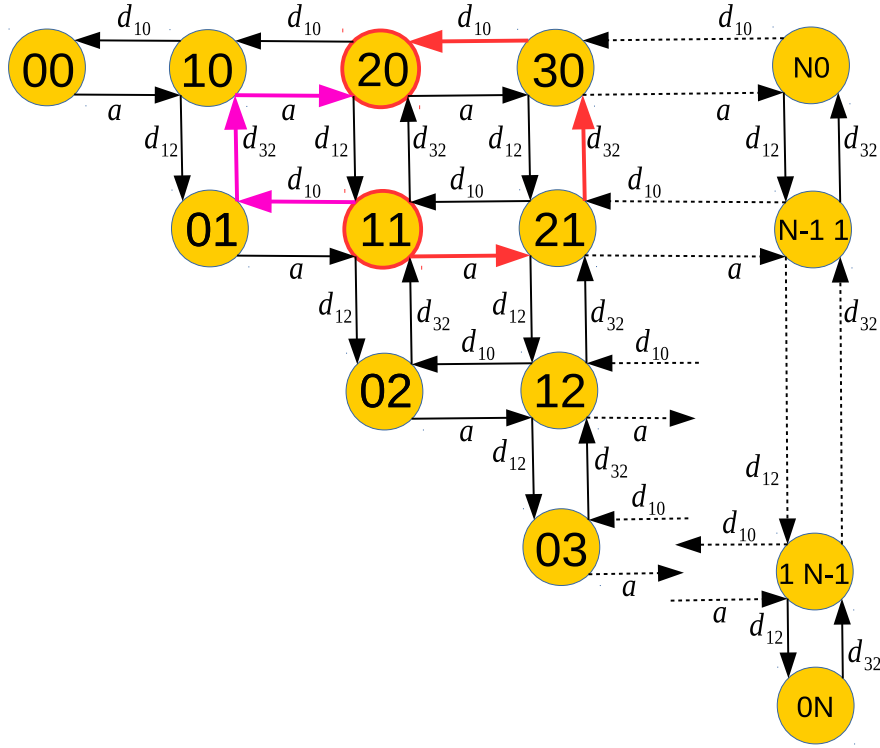 d10 d10 d10 d10
00 10 20 30 N0
a a a a
d12 d32 d12 d32 d12 d32 d12 d32
d10 d10 d10
01 11 21 N-1 1
a a a
d12 d32 d12 d32 d32
d10 d10
02 12
a a
d12 d32 d12
d10 d10
03 1 N-1
a a
d12 d32
0N